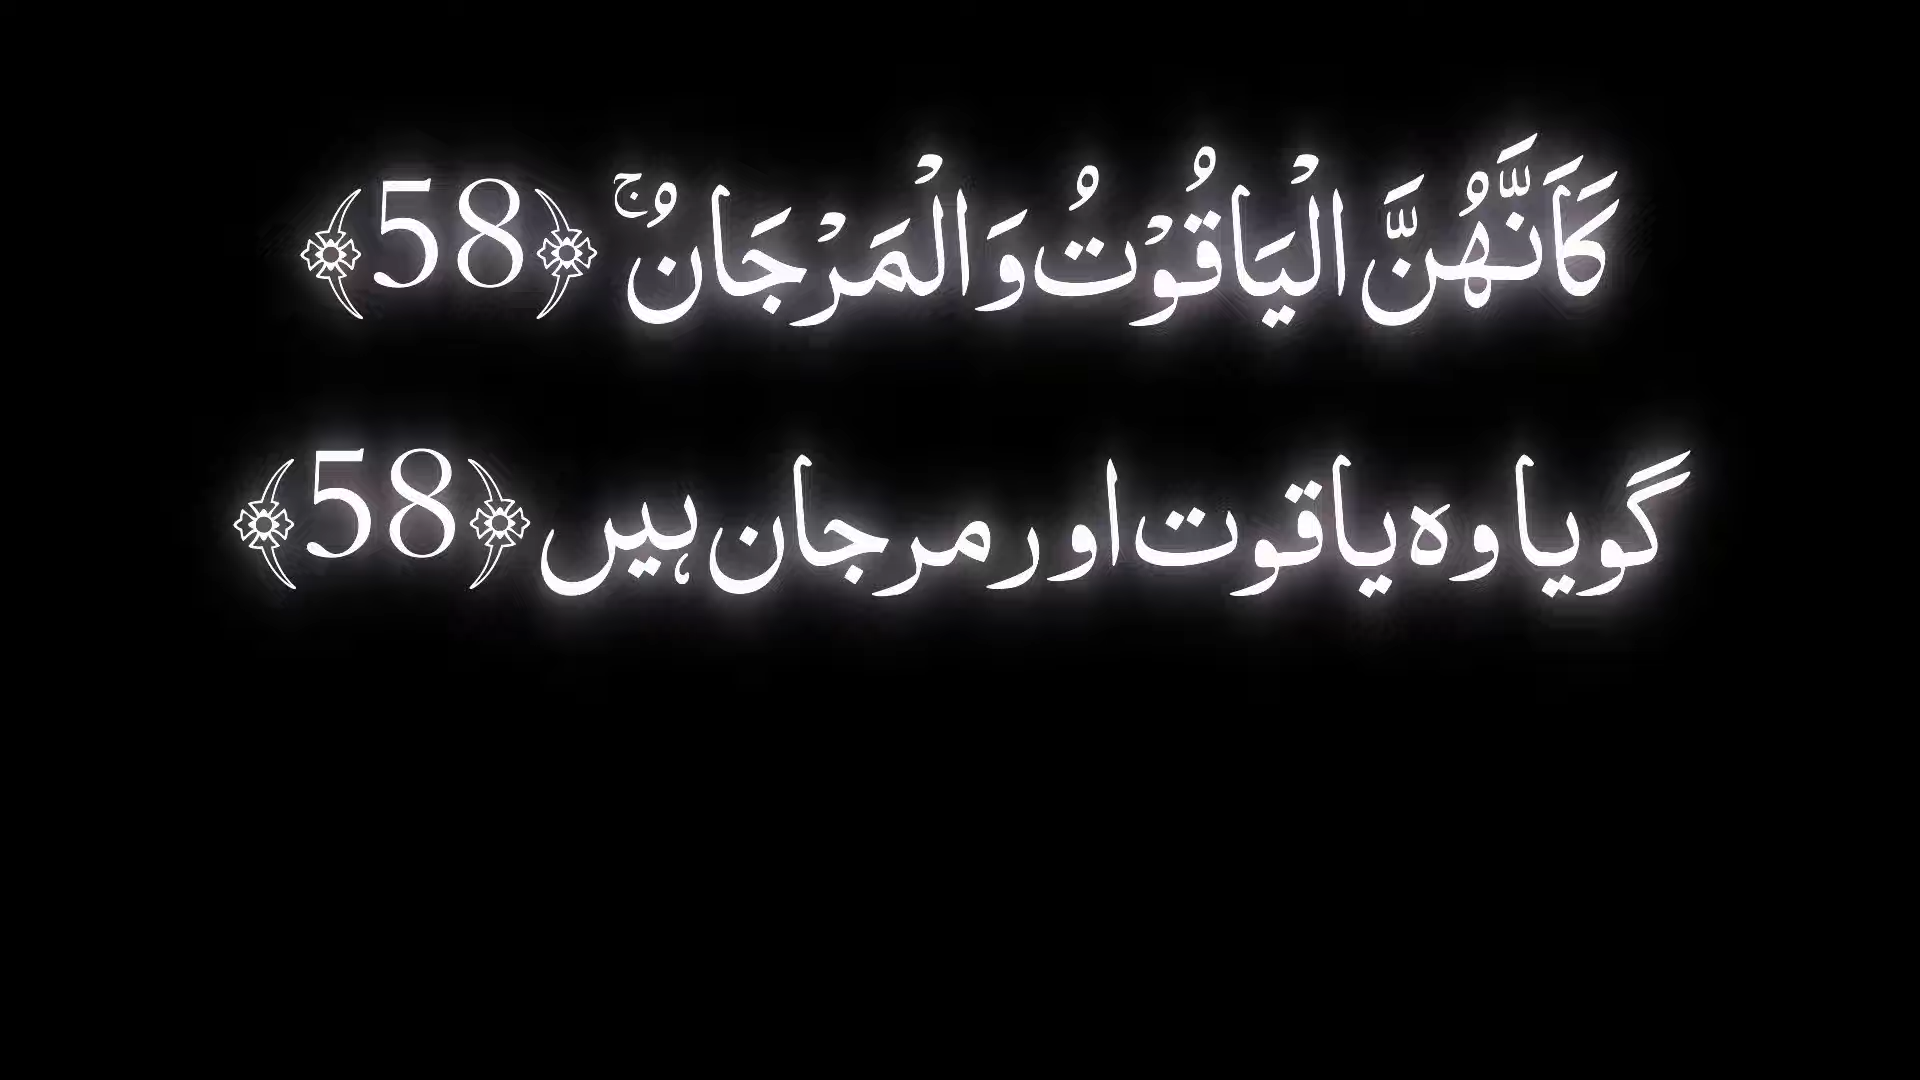 كَاَنَّهُنَّ الْيَاقُوْتُ وَالْمَرْجَانُۚ ﴿58﴾
گویا وہ یاقوت اور مرجان ہیں ﴿58﴾